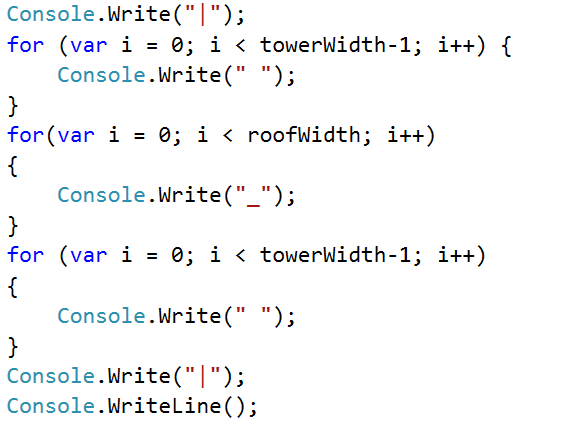 Console.Write("|");
for (var i = 0; i < towerWidth-1; i++) {
    Console.Write(" ");
}
for(var i = 0; i < roofWidth; i++)
{
    Console.Write("_");
}
for (var i = 0; i < towerWidth-1; i++)
{
    Console.Write(" ");
}
Console.Write("|");
Console.WriteLine();